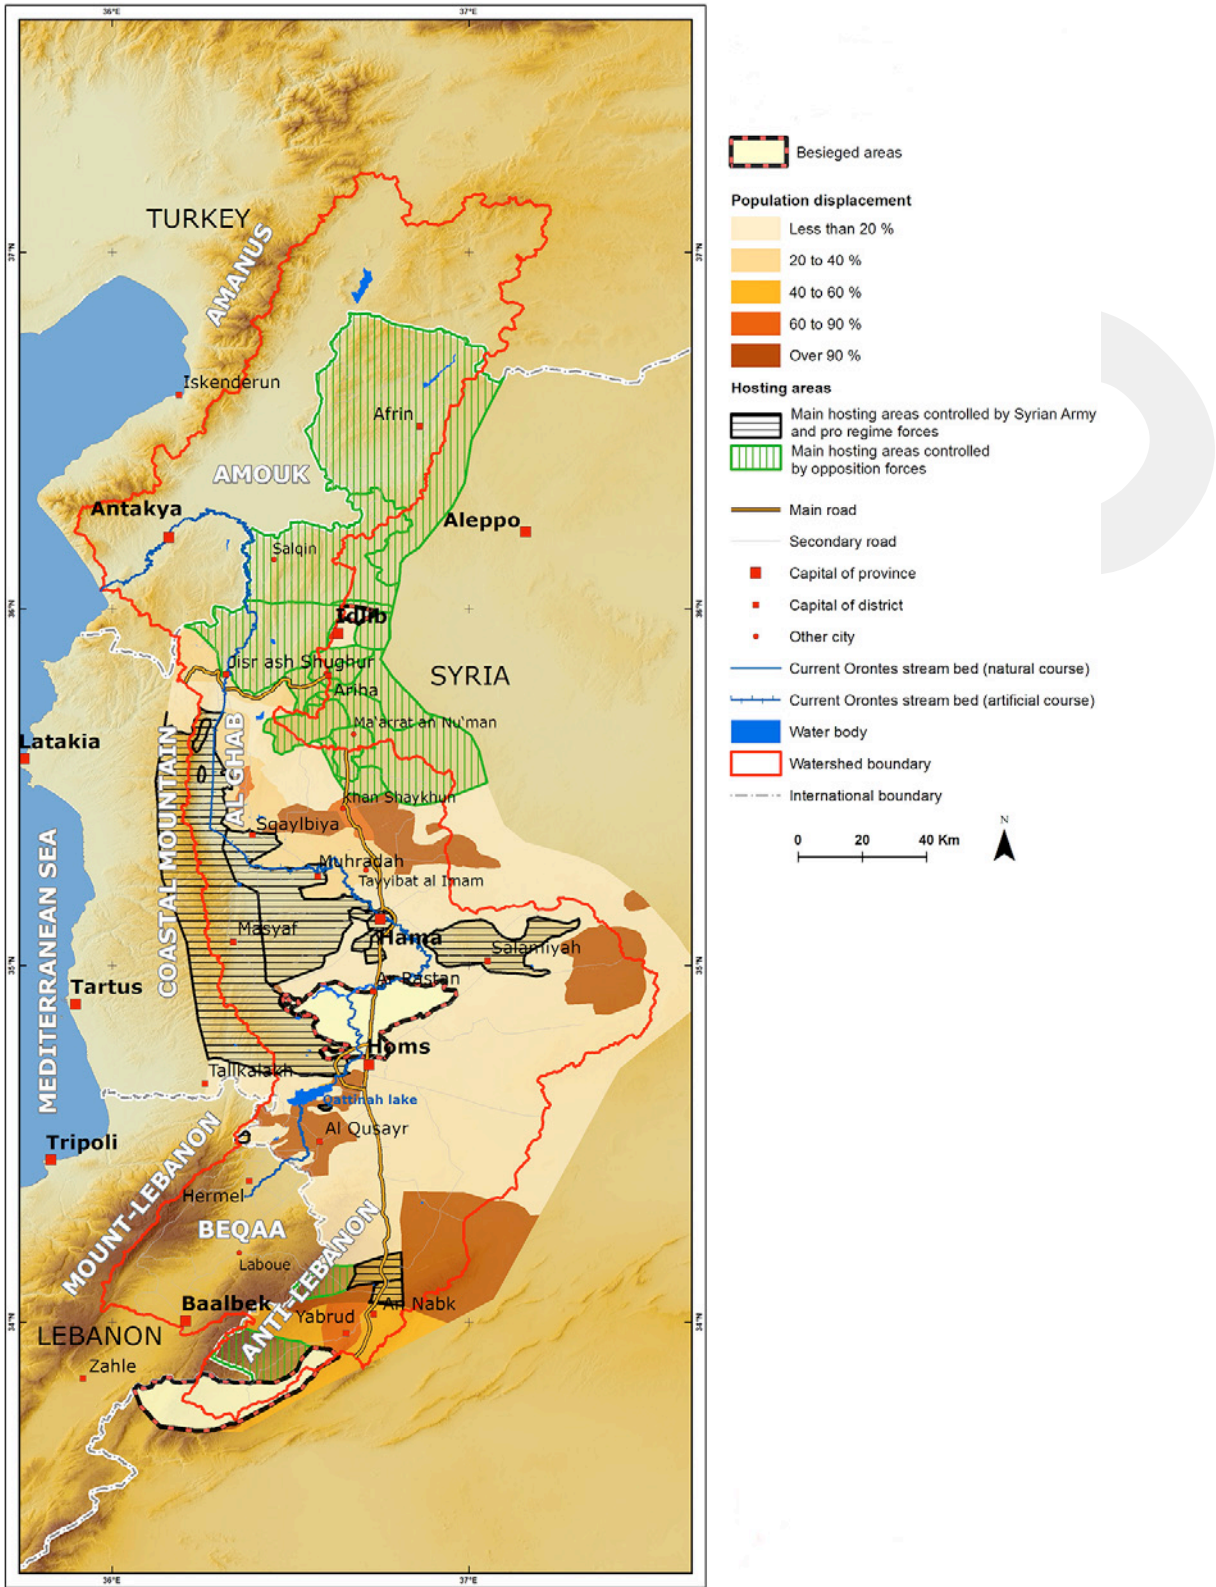 36°E
37°E
TURKEY
AMANUS
37°N
37°N
Iskenderun
Afrin
AMOUK
Antakya
Aleppo
Salqin
36°N
36°N
Idlib
Jisr ash Shughur
SYRIA
Ariha
Ma'arrat an Nu'man
Latakia
COASTAL MOUNTAIN
AL GHAB
Khan Shaykhun
Sqaylbiya
MEDITERRANEAN SEA
Muhradah
Tayyibat al Imam
Masyaf
Hama
Salamiyah
35°N
35°N
Ar Rastan
Tartus
Homs
Tallkalakh
Qattinah lake
Al Qusayr
Tripoli
MOUNT-LEBANON
Hermel
BEQAA
ANTI-LEBANON
Laboue
Baalbek
An Nabk
Yabrud
34°N
34°N
LEBANON
Zahle
36°E
37°E
Besieged areas
Population displacement
Less than 20 %
20 to 40 %
40 to 60 %
60 to 90 %
Over 90 %
Hosting areas
Main hosting areas controlled by Syrian Army
and pro regime forces
Main hosting areas controlled
by opposition forces
Main road
Secondary road
Capital of province
Capital of district
Other city
Current Orontes stream bed (natural course)
Current Orontes stream bed (artificial course)
Water body
Watershed boundary
International boundary
N
0 20 40 Km